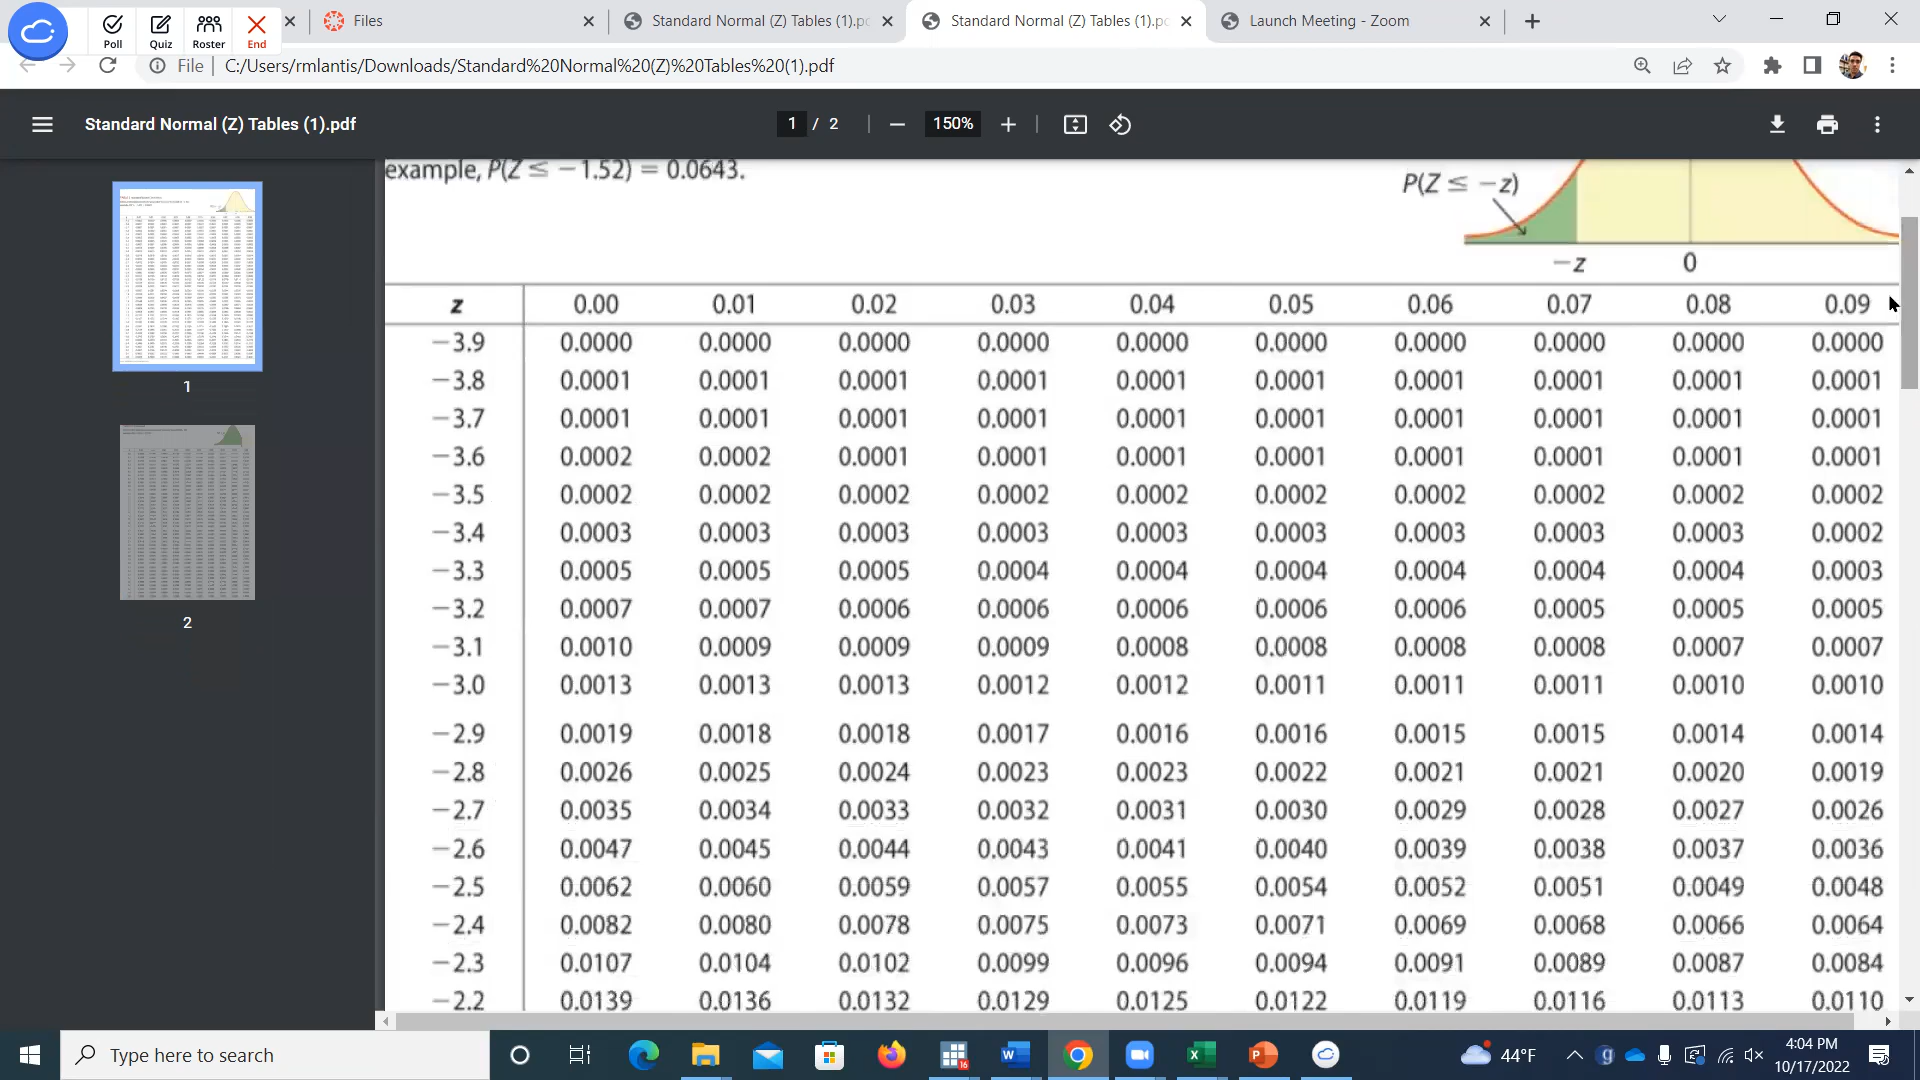 Files
Standard Normal (Z) Tables (1).pc
Standard Normal (Z) Tables (1).pc
Launch Meeting - Zoom
Poll Quiz Roster End
File C:/Users/rmlantis/Downloads/Standard%20Normal%20(Z)%20Tables%20(1).pdf
Standard Normal (Z) Tables (1).pdf
1 / 2
150%
example, P(Z ≤ −1.52) = 0.0643.
P(Z ≤ −z)
−z 0
1
2
z 0.00 0.01 0.02 0.03 0.04 0.05 0.06 0.07 0.08 0.09
−3.9 0.0000 0.0000 0.0000 0.0000 0.0000 0.0000 0.0000 0.0000 0.0000 0.0000
−3.8 0.0001 0.0001 0.0001 0.0001 0.0001 0.0001 0.0001 0.0001 0.0001 0.0001
−3.7 0.0001 0.0001 0.0001 0.0001 0.0001 0.0001 0.0001 0.0001 0.0001 0.0001
−3.6 0.0002 0.0002 0.0001 0.0001 0.0001 0.0001 0.0001 0.0001 0.0001 0.0001
−3.5 0.0002 0.0002 0.0002 0.0002 0.0002 0.0002 0.0002 0.0002 0.0002 0.0002
−3.4 0.0003 0.0003 0.0003 0.0003 0.0003 0.0003 0.0003 0.0003 0.0003 0.0002
−3.3 0.0005 0.0005 0.0005 0.0004 0.0004 0.0004 0.0004 0.0004 0.0004 0.0003
−3.2 0.0007 0.0007 0.0006 0.0006 0.0006 0.0006 0.0006 0.0005 0.0005 0.0005
−3.1 0.0010 0.0009 0.0009 0.0009 0.0008 0.0008 0.0008 0.0008 0.0007 0.0007
−3.0 0.0013 0.0013 0.0013 0.0012 0.0012 0.0011 0.0011 0.0011 0.0010 0.0010
−2.9 0.0019 0.0018 0.0018 0.0017 0.0016 0.0016 0.0015 0.0015 0.0014 0.0014
−2.8 0.0026 0.0025 0.0024 0.0023 0.0023 0.0022 0.0021 0.0021 0.0020 0.0019
−2.7 0.0035 0.0034 0.0033 0.0032 0.0031 0.0030 0.0029 0.0028 0.0027 0.0026
−2.6 0.0047 0.0045 0.0044 0.0043 0.0041 0.0040 0.0039 0.0038 0.0037 0.0036
−2.5 0.0062 0.0060 0.0059 0.0057 0.0055 0.0054 0.0052 0.0051 0.0049 0.0048
−2.4 0.0082 0.0080 0.0078 0.0075 0.0073 0.0071 0.0069 0.0068 0.0066 0.0064
−2.3 0.0107 0.0104 0.0102 0.0099 0.0096 0.0094 0.0091 0.0089 0.0087 0.0084
−2.2 0.0139 0.0136 0.0132 0.0129 0.0125 0.0122 0.0119 0.0116 0.0113 0.0110
Type here to search
44°F
4:04 PM
10/17/2022